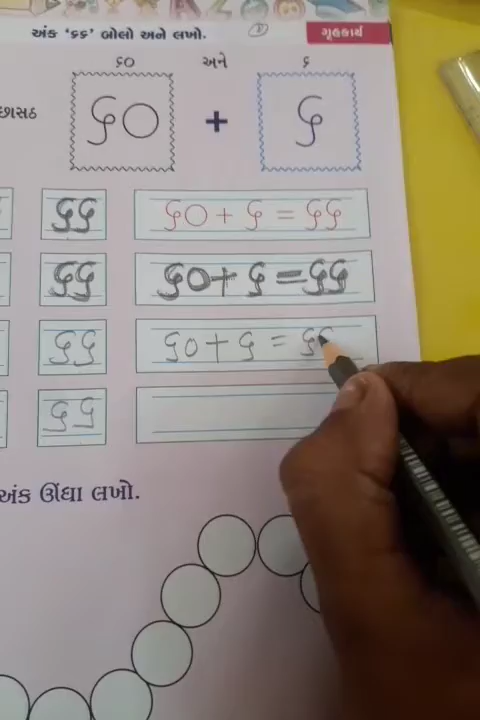 અંક ‘૬૬’ બોલો અને લખો.
ગૃહકાર્ય
૬૦ અને ૬
છાસઠ
૬૦ + ૬
૬૬ ૬૦ + ૬ = ૬૬
૬૬ ૬૦ + ૬ = ૬૬
૬૬ ૬૦ + ૬ = ૬૬
૬૬
અંક ઊંધા લખો.